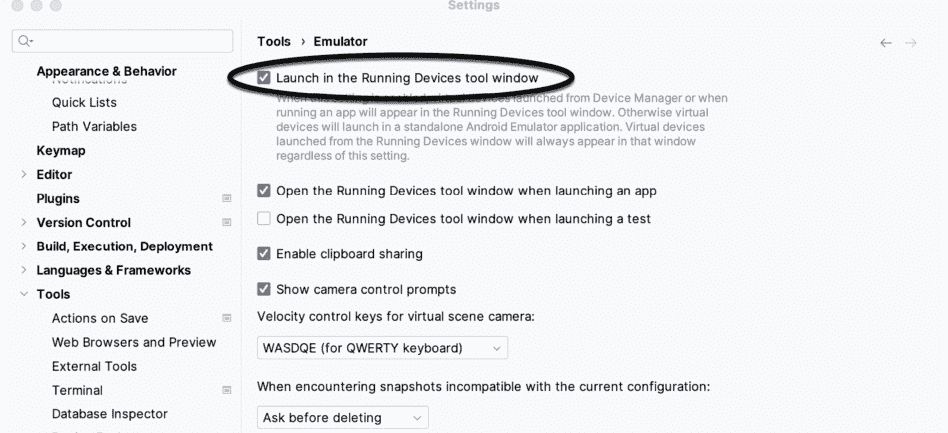 Settings
Tools › Emulator
Appearance & Behavior
Notifications
Quick Lists
Path Variables
Keymap
Editor
Plugins
Version Control
Build, Execution, Deployment
Languages & Frameworks
Tools
Actions on Save
Web Browsers and Preview
External Tools
Terminal
Database Inspector
Launch in the Running Devices tool window
When this setting is enabled, virtual devices launched from Device Manager or when
running an app will appear in the Running Devices tool window. Otherwise virtual
devices will launch in a standalone Android Emulator application. Virtual devices
launched from the Running Devices window will always appear in that window
regardless of this setting.
Open the Running Devices tool window when launching an app
Open the Running Devices tool window when launching a test
Enable clipboard sharing
Show camera control prompts
Velocity control keys for virtual scene camera:
WASDQE (for QWERTY keyboard)
When encountering snapshots incompatible with the current configuration:
Ask before deleting